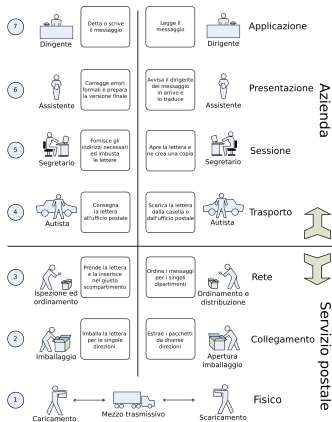 7
Dirigente
Detta o scrive
il messaggio
Legge il
messaggio
Dirigente
Applicazione
6
Assistente
Corregge errori
formali e prepara
la versione finale
Avvisa il dirigente
del messaggio
in arrivo e
lo traduce
Assistente
Presentazione
5
Segretario
Fornisce gli
indirizzi necessari
ed imbusta
le lettere
Apre la lettera e
ne crea una copia
Segretario
Sessione
4
Autista
Consegna
la lettera
all'ufficio postale
Scarica la lettera
dalla casella o
dall'ufficio postale
Autista
Trasporto
Azienda
3
Ispezione ed
ordinamento
Prende la lettera
e la inserisce
nel giusto
scompartimento
Ordina i messaggi
per i singoli
dipartimenti
Ordinamento e
distribuzione
Rete
2
Imballaggio
Imballa la lettera
per le singole
direzioni
Estrae i pacchetti
da diverse
direzioni
Apertura
imballaggio
Collegamento
1
Caricamento
Mezzo trasmissivo
Scaricamento
Fisico
Servizio postale